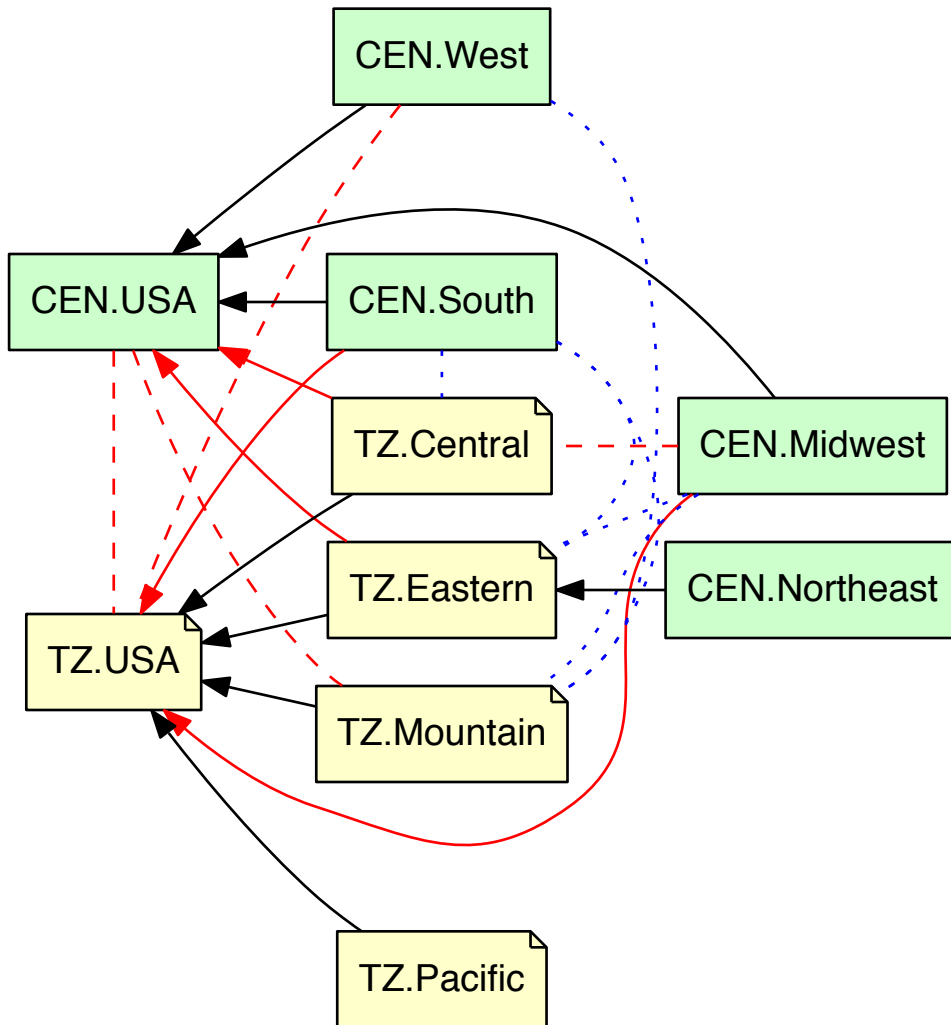 CEN.West
CEN.USA
CEN.South
TZ.Central
CEN.Midwest
TZ.Eastern
CEN.Northeast
TZ.USA
TZ.Mountain
TZ.Pacific